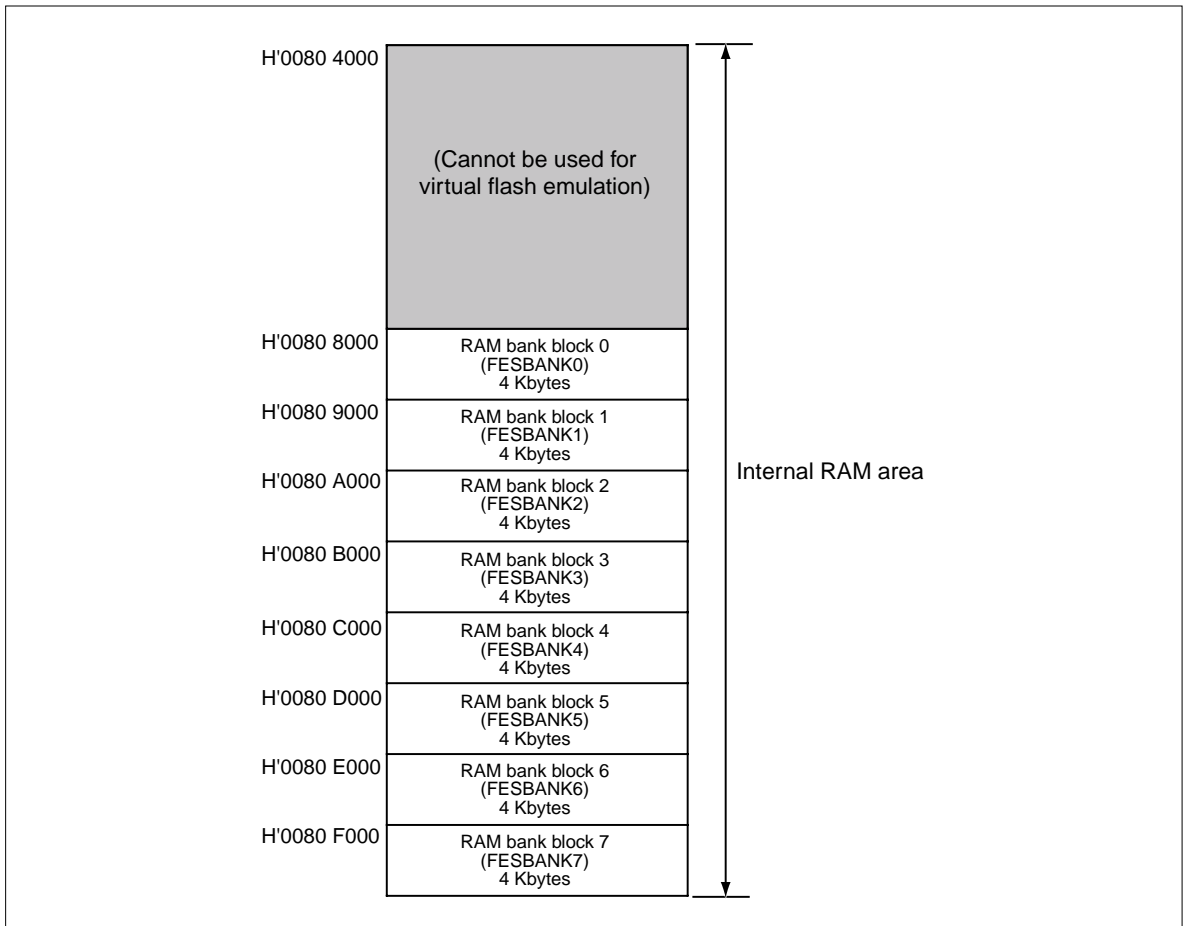 H'0080 4000
(Cannot be used for
virtual flash emulation)
H'0080 8000
RAM bank block 0
(FESBANK0)
4 Kbytes
H'0080 9000
RAM bank block 1
(FESBANK1)
4 Kbytes
Internal RAM area
H'0080 A000
RAM bank block 2
(FESBANK2)
4 Kbytes
H'0080 B000
RAM bank block 3
(FESBANK3)
4 Kbytes
H'0080 C000
RAM bank block 4
(FESBANK4)
4 Kbytes
H'0080 D000
RAM bank block 5
(FESBANK5)
4 Kbytes
H'0080 E000
RAM bank block 6
(FESBANK6)
4 Kbytes
H'0080 F000
RAM bank block 7
(FESBANK7)
4 Kbytes